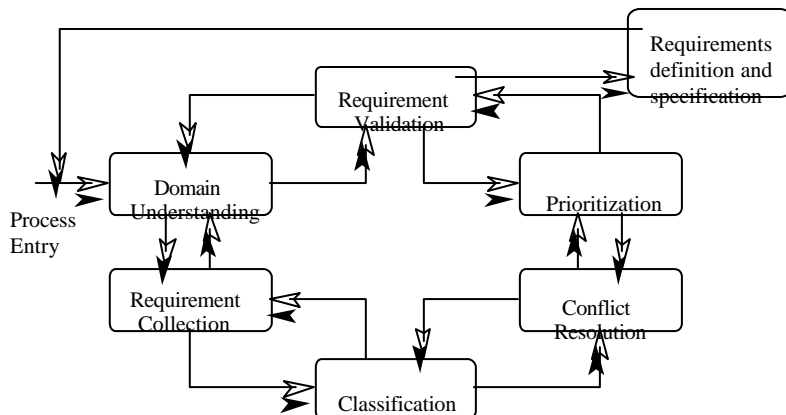 Requirements
definition and
specification
Requirement
Validation
Domain
Understanding
Prioritization
Process
Entry
Requirement
Collection
Conflict
Resolution
Classification